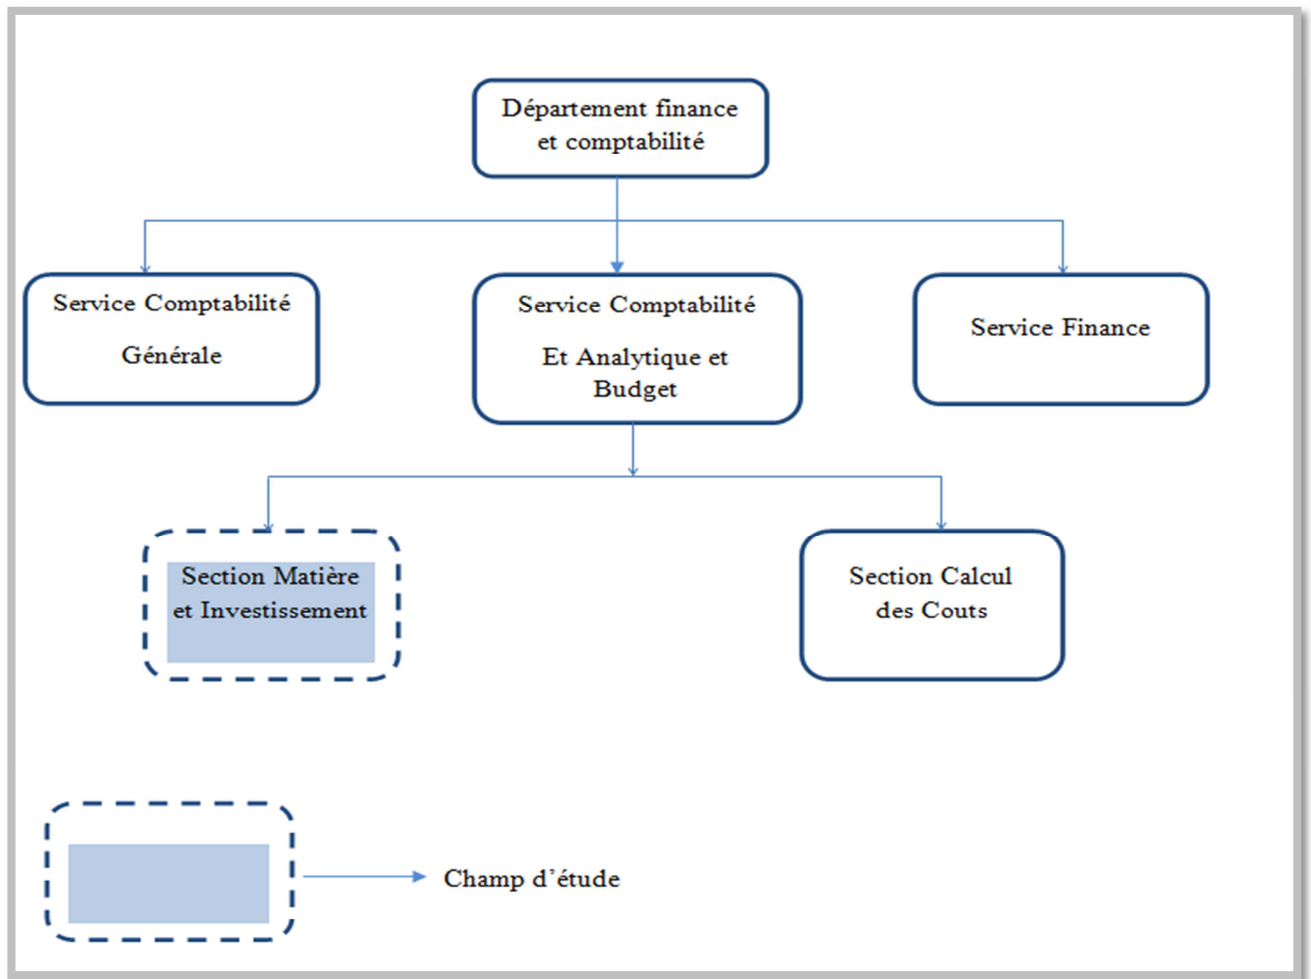 Département finance
et comptabilité
Service Comptabilité
Générale
Service Comptabilité
Et Analytique et
Budget
Service Finance
Section Matière
et Investissement
Section Calcul
des Couts
Champ d'étude